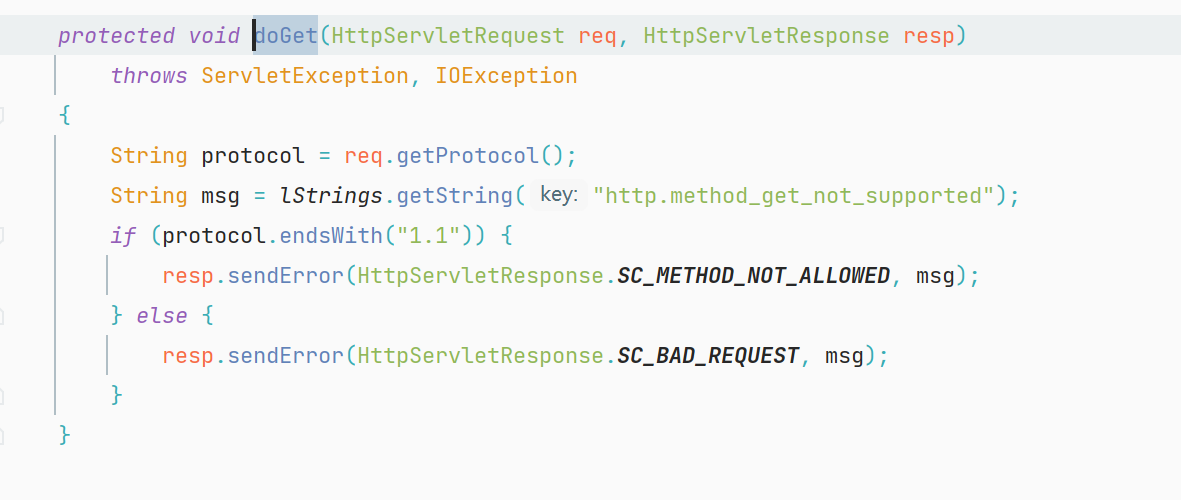 protected void doGet(HttpServletRequest req, HttpServletResponse resp)
    throws ServletException, IOException
{
    String protocol = req.getProtocol();
    String msg = lStrings.getString( key: "http.method_get_not_supported");
    if (protocol.endsWith("1.1")) {
        resp.sendError(HttpServletResponse.SC_METHOD_NOT_ALLOWED, msg);
    } else {
        resp.sendError(HttpServletResponse.SC_BAD_REQUEST, msg);
    }
}